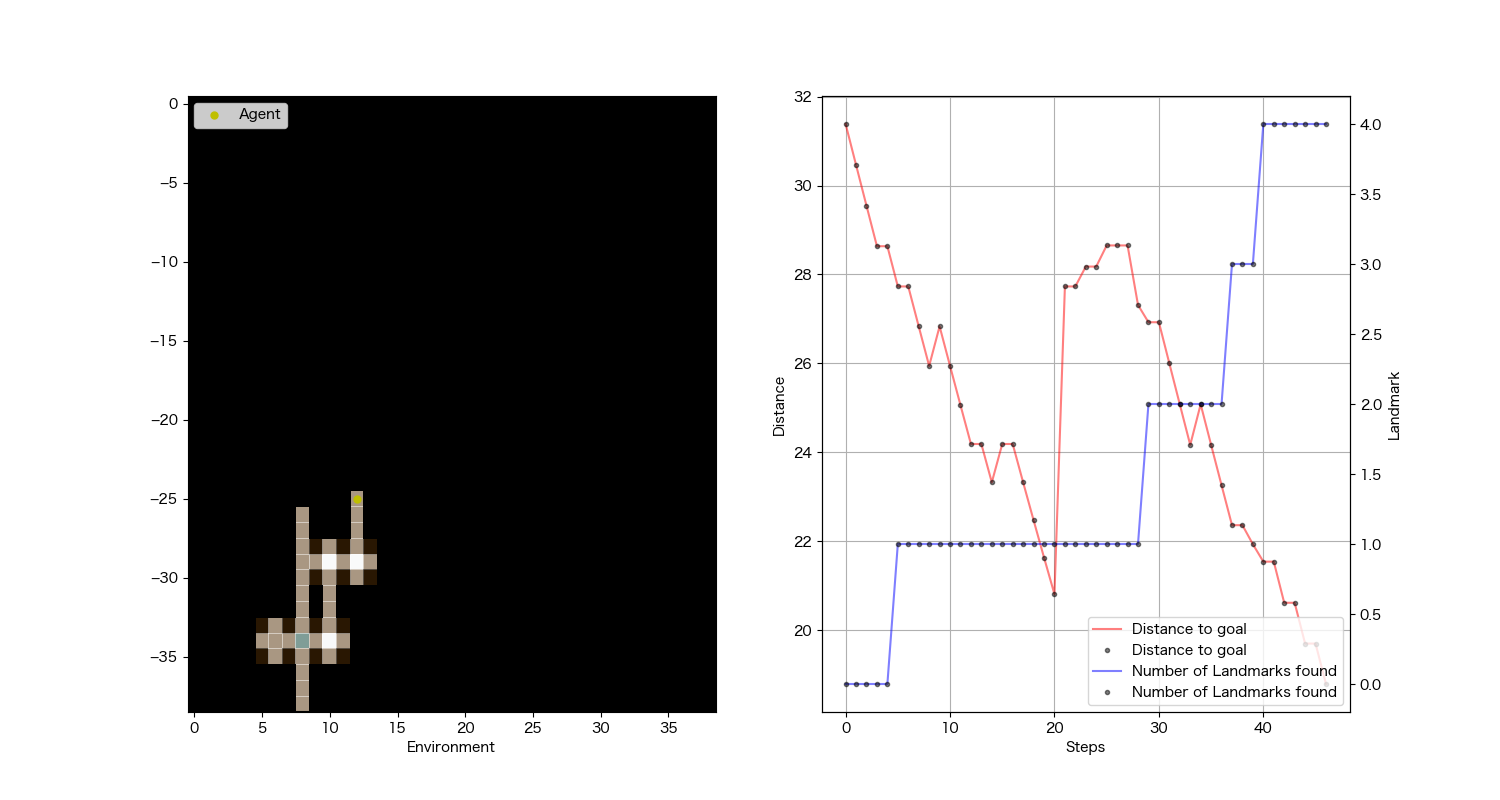 0
−5
−10
−15
−20
−25
−30
−35
Agent
0 5 10 15 20 25 30 35
Environment
32
30
28
26
24
22
20
Distance
4.0
3.5
3.0
2.5
2.0
1.5
1.0
0.5
0.0
Landmark
Distance to goal
Distance to goal
Number of Landmarks found
Number of Landmarks found
0 10 20 30 40
Steps